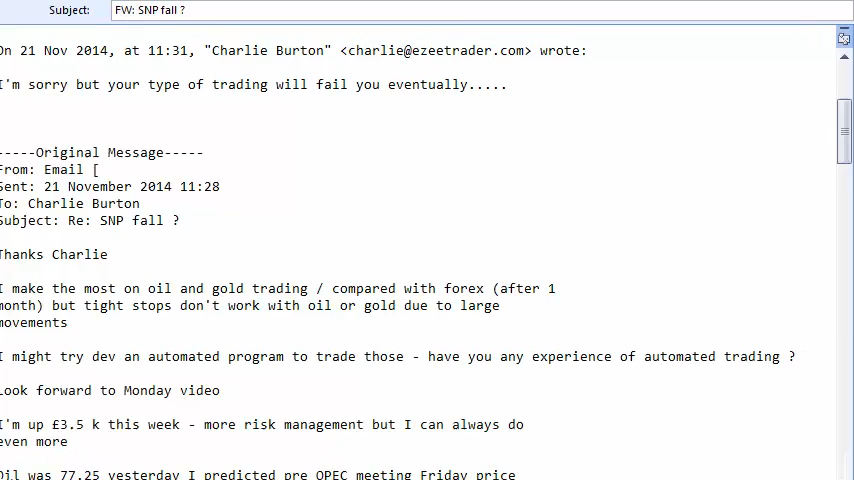 Subject: FW: SNP fall ?
On 21 Nov 2014, at 11:31, "Charlie Burton" <charlie@ezeetrader.com> wrote:
I'm sorry but your type of trading will fail you eventually.....
-----Original Message-----
From: Email [
Sent: 21 November 2014 11:28
To: Charlie Burton
Subject: Re: SNP fall ?
Thanks Charlie
I make the most on oil and gold trading / compared with forex (after 1
month) but tight stops don't work with oil or gold due to large
movements
I might try dev an automated program to trade those - have you any experience of automated trading ?
Look forward to Monday video
I'm up £3.5 k this week - more risk management but I can always do
even more
Oil was 77.25 yesterday I predicted pre OPEC meeting Friday price